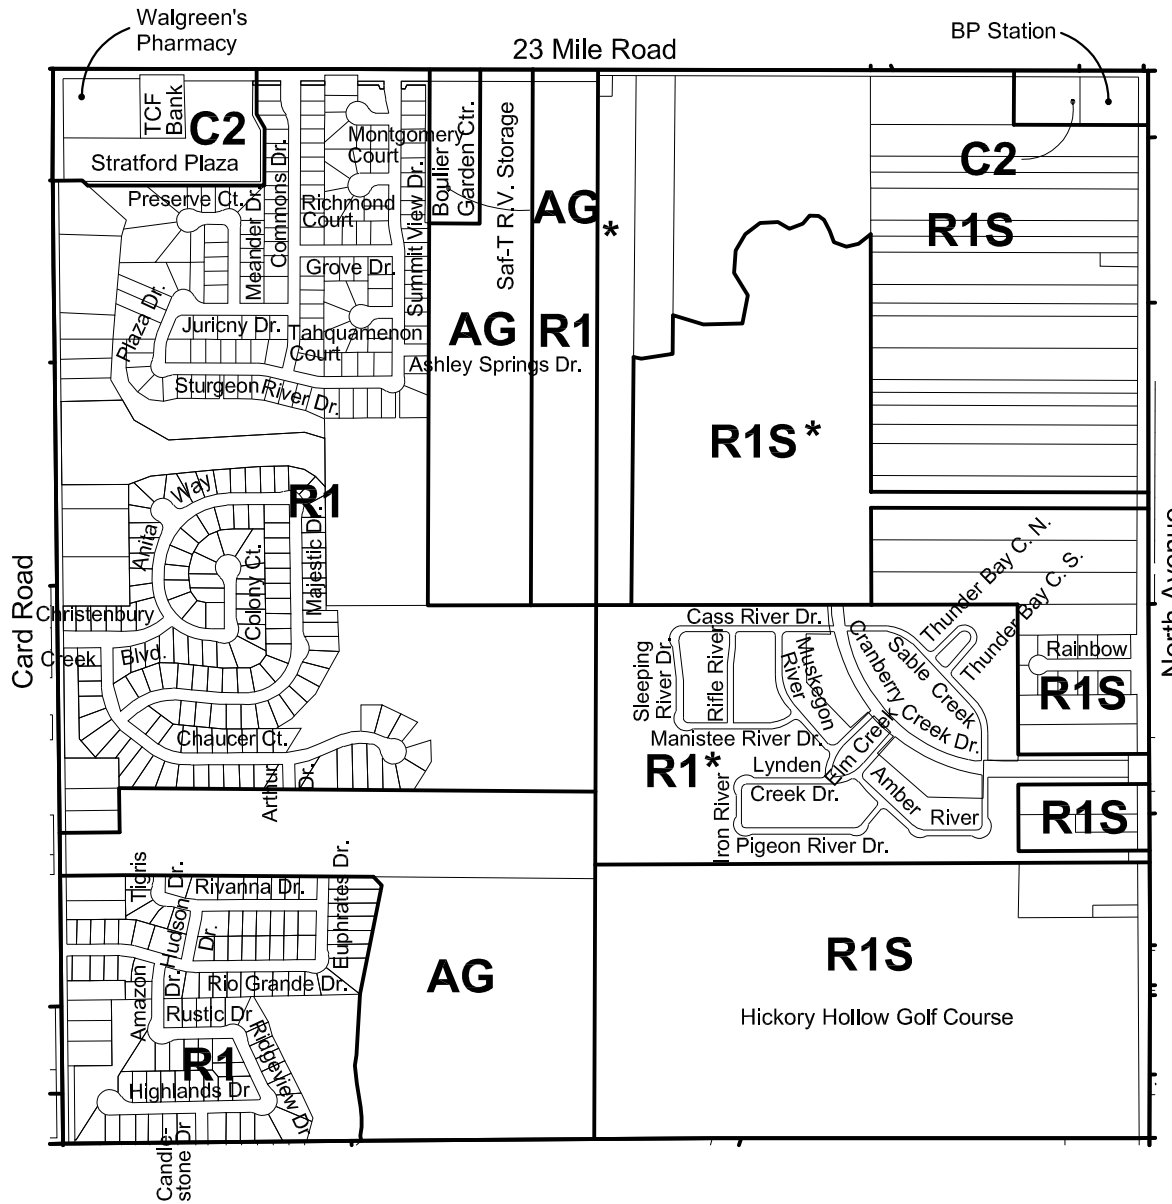 Walgreen's
Pharmacy
23 Mile Road
BP Station
TCF
Bank
C2
Stratford Plaza
Montgomery
Court
Boulier
Garden Ctr.
Saf-T R.V. Storage
C2
Preserve Ct.
Meander Dr.
Commons Dr.
Richmond
Court
Summit View Dr.
AG
*
R1S
Grove Dr.
Plaza Dr.
Juricny Dr.
Tahquamenon
Court
AG
R1
Ashley Springs Dr.
Sturgeon River Dr.
R1S*
Anita Way
R1
Majestic Dr.
Colony Ct.
Card Road
North Avenue
Christenbury
Creek Blvd.
Chaucer Ct.
Arthur Dr.
Thunder Bay C. N.
Thunder Bay C. S.
Cass River Dr.
Sleeping
River Dr.
Rifle River
Muskegon
River
Cranberry Creek Dr.
Sable Creek
Rainbow
R1S
Manistee River Dr.
R1*
Lynden
Creek Dr.
Elm Creek
Amber River
R1S
Iron River
Pigeon River Dr.
Tigris Dr.
Rivanna Dr.
Euphrates Dr.
Hudson Dr.
Amazon Dr.
Rio Grande Dr.
AG
R1S
Hickory Hollow Golf Course
Rustic Dr
R1
Ridgeview Dr
Highlands Dr
Candle-
stone Dr